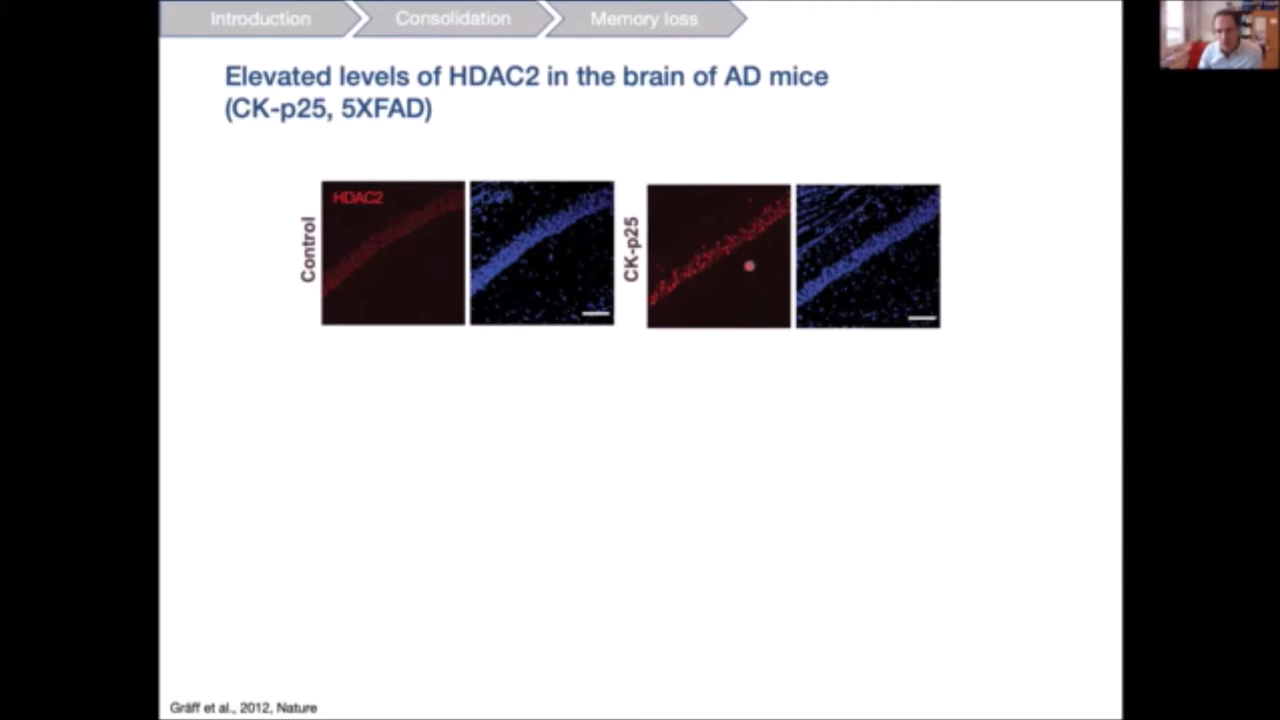 Introduction
Consolidation
Memory loss
Elevated levels of HDAC2 in the brain of AD mice
(CK-p25, 5XFAD)
Control
HDAC2
CK-p25
Gräff et al., 2012, Nature